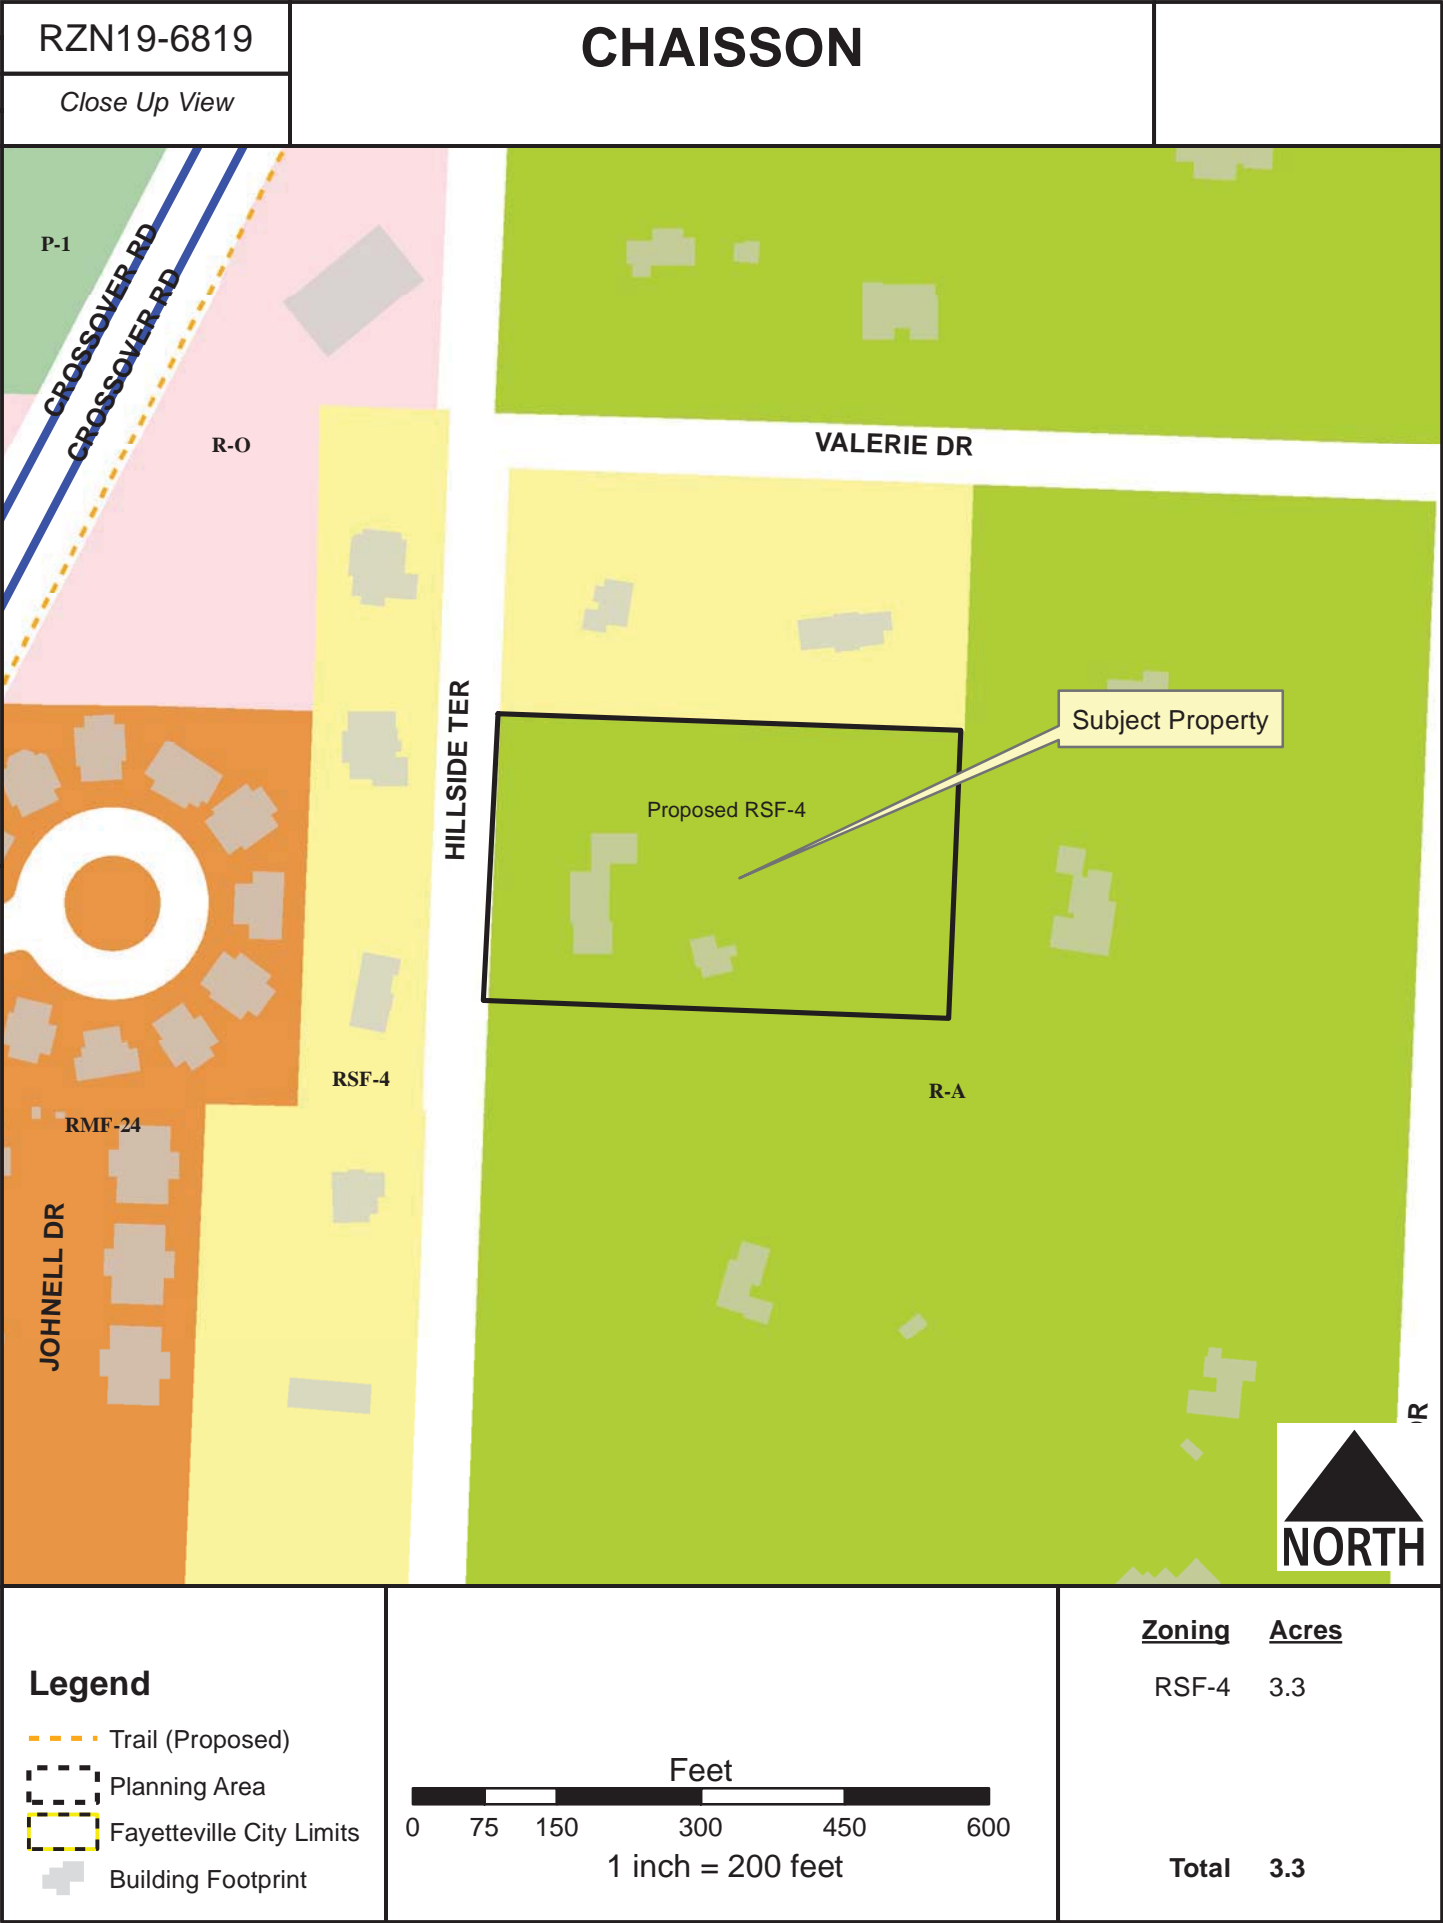 RZN19-6819
CHAISSON
Close Up View
P-1
CROSSOVER RD
CROSSOVER RD
R-O
VALERIE DR
HILLSIDE TER
Subject Property
Proposed RSF-4
RSF-4
R-A
RMF-24
JOHNELL DR
DR
NORTH
Legend
Trail (Proposed)
Planning Area
Fayetteville City Limits
Building Footprint
Feet
0 75 150 300 450 600
1 inch = 200 feet
Zoning Acres
RSF-4 3.3
Total 3.3